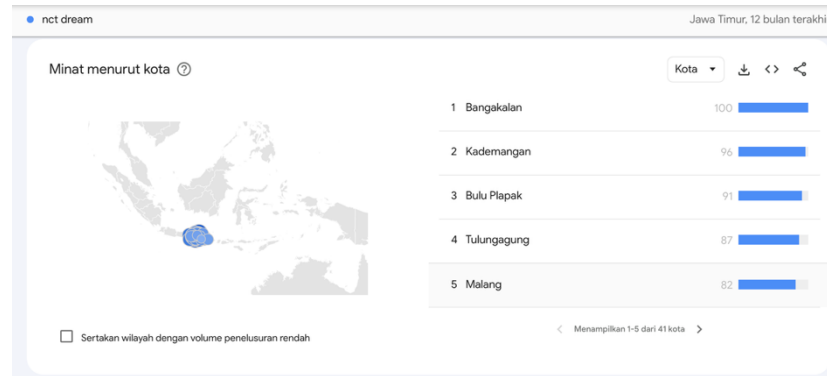 nct dream
Jawa Timur, 12 bulan terakhi
Minat menurut kota
Kota
1 Bangakalan 100
2 Kademangan 96
3 Bulu Plapak 91
4 Tulungagung 87
5 Malang 82
Sertakan wilayah dengan volume penelusuran rendah
Menampilkan 1-5 dari 41 kota